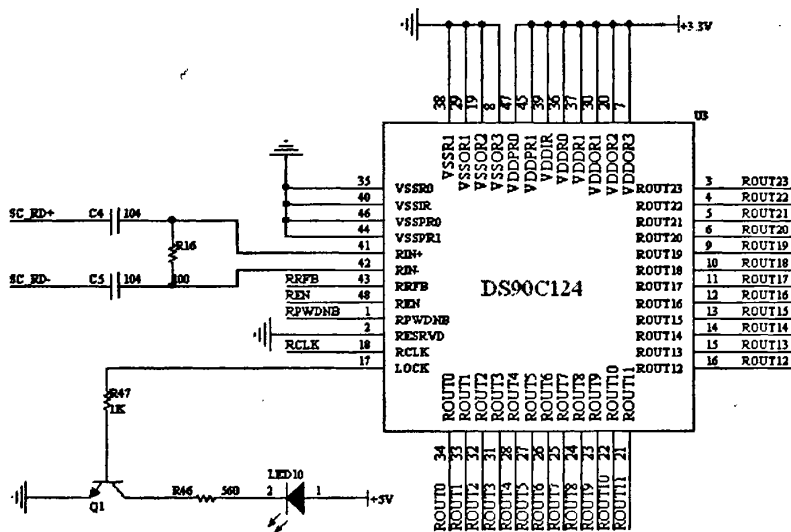 +3.3V
38 29 19 8 47 45 39 36 37 30 20 7
U3
VSSR1 VSSOR1 VSSOR2 VSSOR3 VDDPR0 VDDPR1 VDDIR VDDR0 VDDR1 VDDOR1 VDDOR2 VDDOR3
35 VSSR0
40 VSSIR
46 VSSPR0
44 VSSPR1
41 RIN+
42 RIN-
RRFB 43 RRFB
REN 48 REN
RPWDNB 1 RPWDNB
2 RESRVD
RCLK 18 RCLK
17 LOCK
SC_RD+ C4 104
R16
SC_RD- C5 104 100
DS90C124
ROUT23 3 ROUT23
ROUT22 4 ROUT22
ROUT21 5 ROUT21
ROUT20 6 ROUT20
ROUT19 9 ROUT19
ROUT18 10 ROUT18
ROUT17 11 ROUT17
ROUT16 12 ROUT16
ROUT15 13 ROUT15
ROUT14 14 ROUT14
ROUT13 15 ROUT13
ROUT12 16 ROUT12
ROUT0 ROUT1 ROUT2 ROUT3 ROUT4 ROUT5 ROUT6 ROUT7 ROUT8 ROUT9 ROUT10 ROUT11
34 33 32 31 28 27 26 25 24 23 22 21
ROUT0 ROUT1 ROUT2 ROUT3 ROUT4 ROUT5 ROUT6 ROUT7 ROUT8 ROUT9 ROUT10 ROUT11
R47
1K
Q1
R46 560
LED10
2 1
+5V